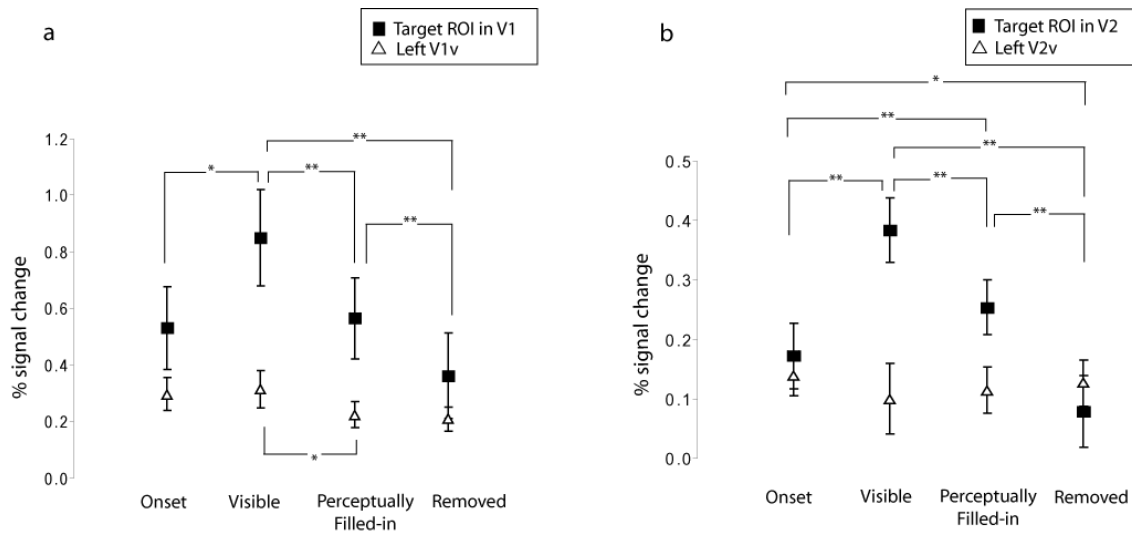 a
■ Target ROI in V1
△ Left V1v
% signal change
1.2
1.0
0.8
0.6
0.4
0.2
0.0
**
* **
**
*
Onset Visible Perceptually Removed
Filled-in
b
■ Target ROI in V2
△ Left V2v
% signal change
0.5
0.4
0.3
0.2
0.1
0.0
*
**
**
** **
**
Onset Visible Perceptually Removed
Filled-in